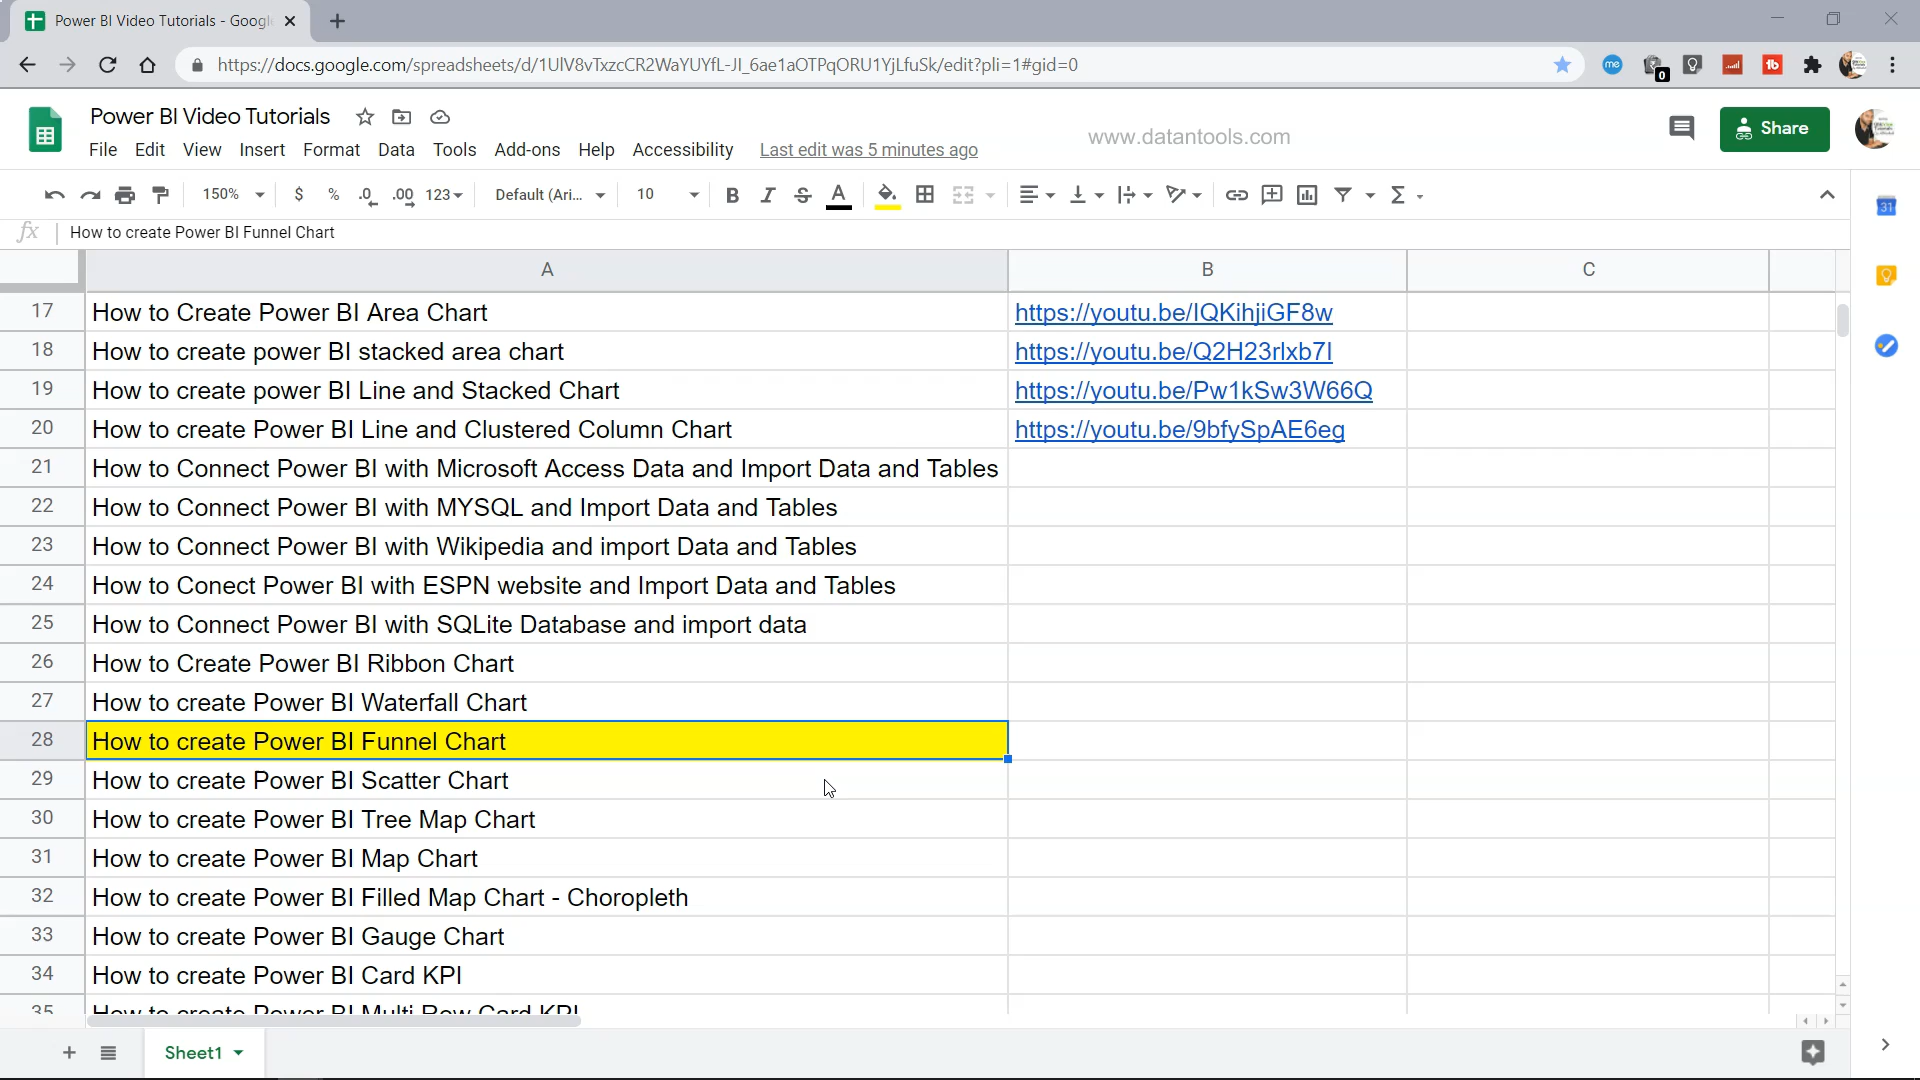 Power BI Video Tutorials - Googl
https://docs.google.com/spreadsheets/d/1UlV8vTxzcCR2WaYUYfL-JI_6ae1aOTPqORU1YjLfuSk/edit?pli=1#gid=0
me
0
tb
Power BI Video Tutorials
www.datantools.com
Share
File Edit View Insert Format Data Tools Add-ons Help Accessibility Last edit was 5 minutes ago
150% $ % .0 .00 123 Default (Ari... 10 B I S A Σ
31
fx How to create Power BI Funnel Chart
A B C
17 How to Create Power BI Area Chart https://youtu.be/IQKihjiGF8w
18 How to create power BI stacked area chart https://youtu.be/Q2H23rlxb7I
19 How to create power BI Line and Stacked Chart https://youtu.be/Pw1kSw3W66Q
20 How to create Power BI Line and Clustered Column Chart https://youtu.be/9bfySpAE6eg
21 How to Connect Power BI with Microsoft Access Data and Import Data and Tables
22 How to Connect Power BI with MYSQL and Import Data and Tables
23 How to Connect Power BI with Wikipedia and import Data and Tables
24 How to Conect Power BI with ESPN website and Import Data and Tables
25 How to Connect Power BI with SQLite Database and import data
26 How to Create Power BI Ribbon Chart
27 How to create Power BI Waterfall Chart
28 How to create Power BI Funnel Chart
29 How to create Power BI Scatter Chart
30 How to create Power BI Tree Map Chart
31 How to create Power BI Map Chart
32 How to create Power BI Filled Map Chart - Choropleth
33 How to create Power BI Gauge Chart
34 How to create Power BI Card KPI
35 How to create Power BI Multi Row Card KPI
Sheet1